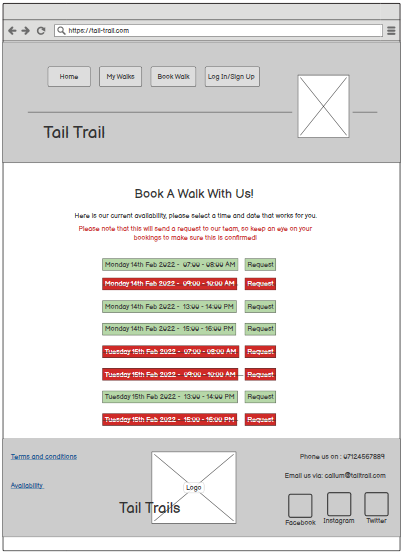 https://tail-trail.com
Home
My Walks
Book Walk
Log In/Sign Up
Tail Trail
Book A Walk With Us!
Here is our current availability, please select a time and date that works for you.
Please note that this will send a request to our team, so keep an eye on your
bookings to make sure this is confirmed!
Monday 14th Feb 2022 - 07:00 - 08:00 AM Request
Monday 14th Feb 2022 - 09:00 - 10:00 AM Request
Monday 14th Feb 2022 - 13:00 - 14:00 PM Request
Monday 14th Feb 2022 - 15:00 - 16:00 PM Request
Tuesday 15th Feb 2022 - 07:00 - 08:00 AM Request
Tuesday 15th Feb 2022 - 09:00 - 10:00 AM Request
Tuesday 15th Feb 2022 - 13:00 - 14:00 PM Request
Tuesday 15th Feb 2022 - 15:00 - 16:00 PM Request
Terms and conditions
Availability
Logo
Tail Trails
Phone us on : 07124567889
Email us via: callum@tailtrail.com
Facebook
Instagram
Twitter